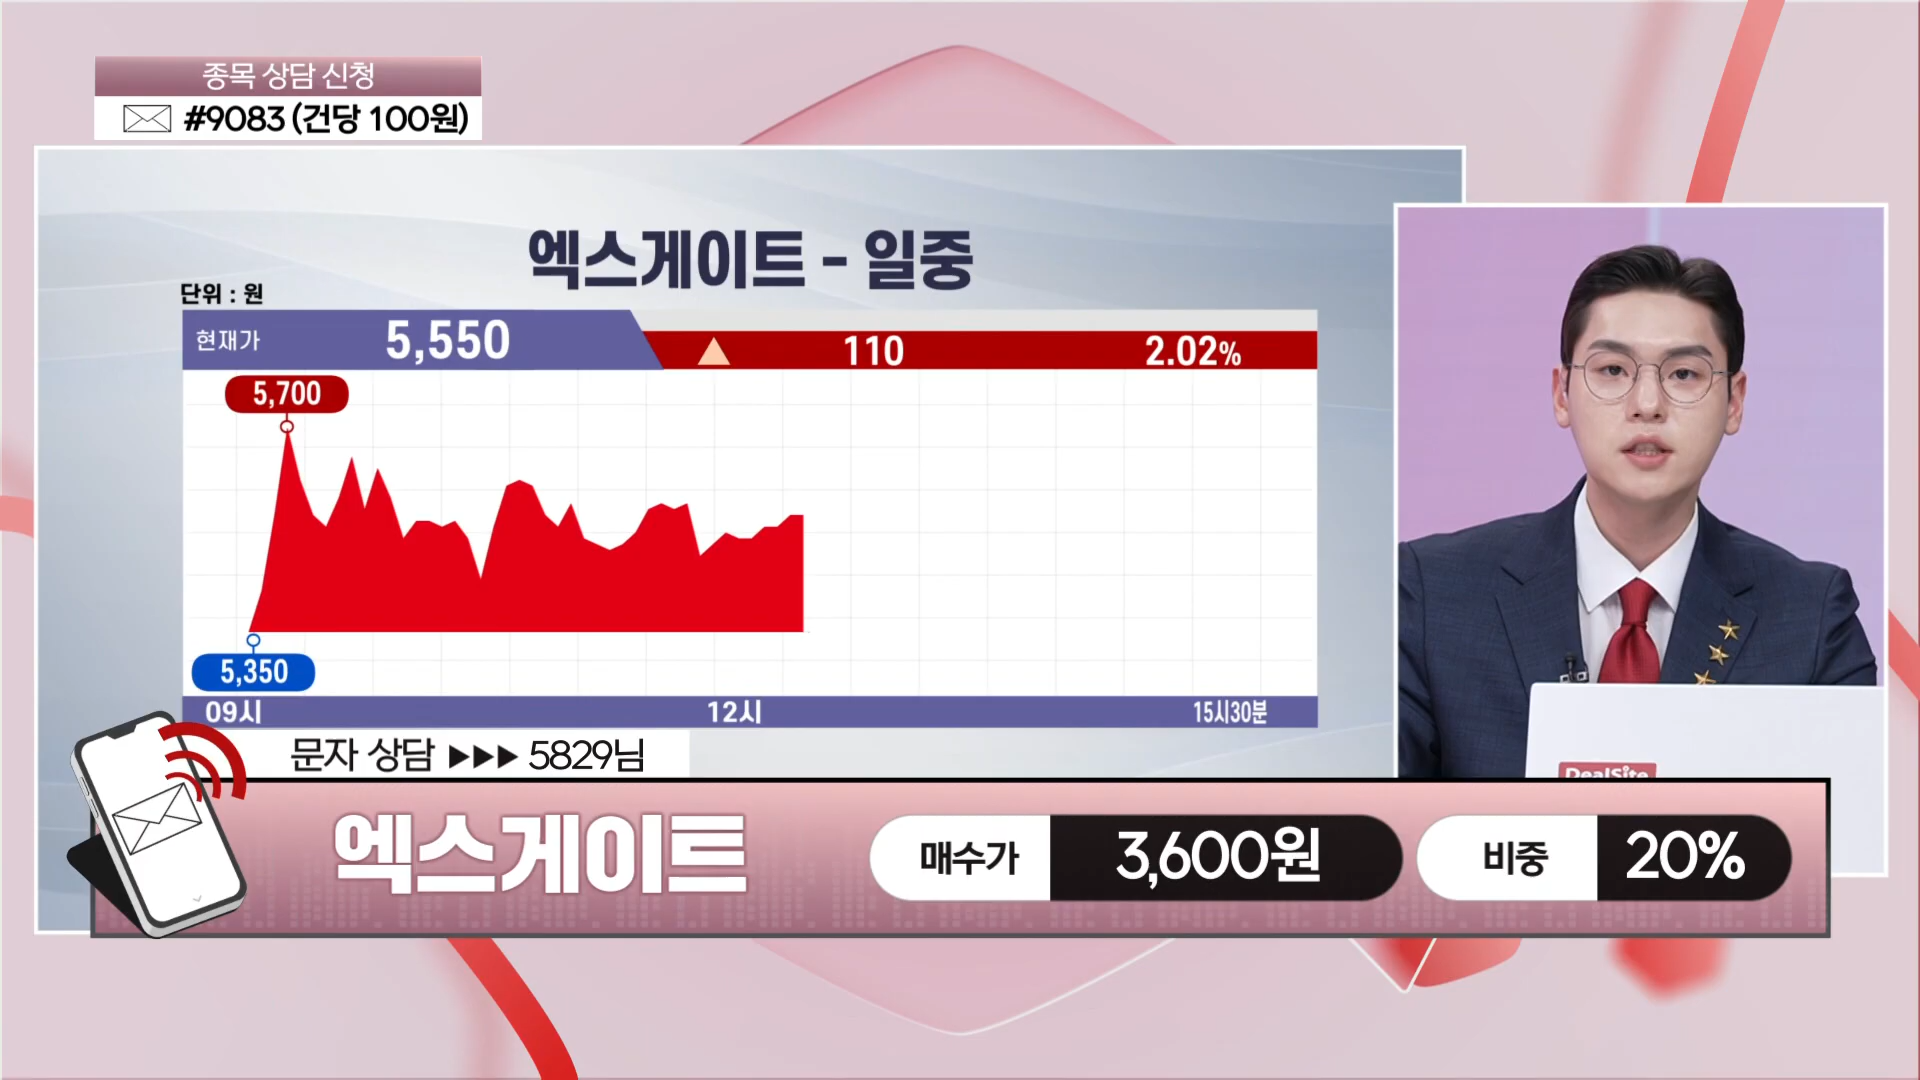 종목 상담 신청
#9083 (건당 100원)
엑스게이트 - 일중
단위 : 원
현재가 5,550 110 2.02%
5,700
5,350
09시 12시 15시30분
문자 상담 ▶▶▶ 5829님
DealSite
엑스게이트 매수가 3,600원 비중 20%